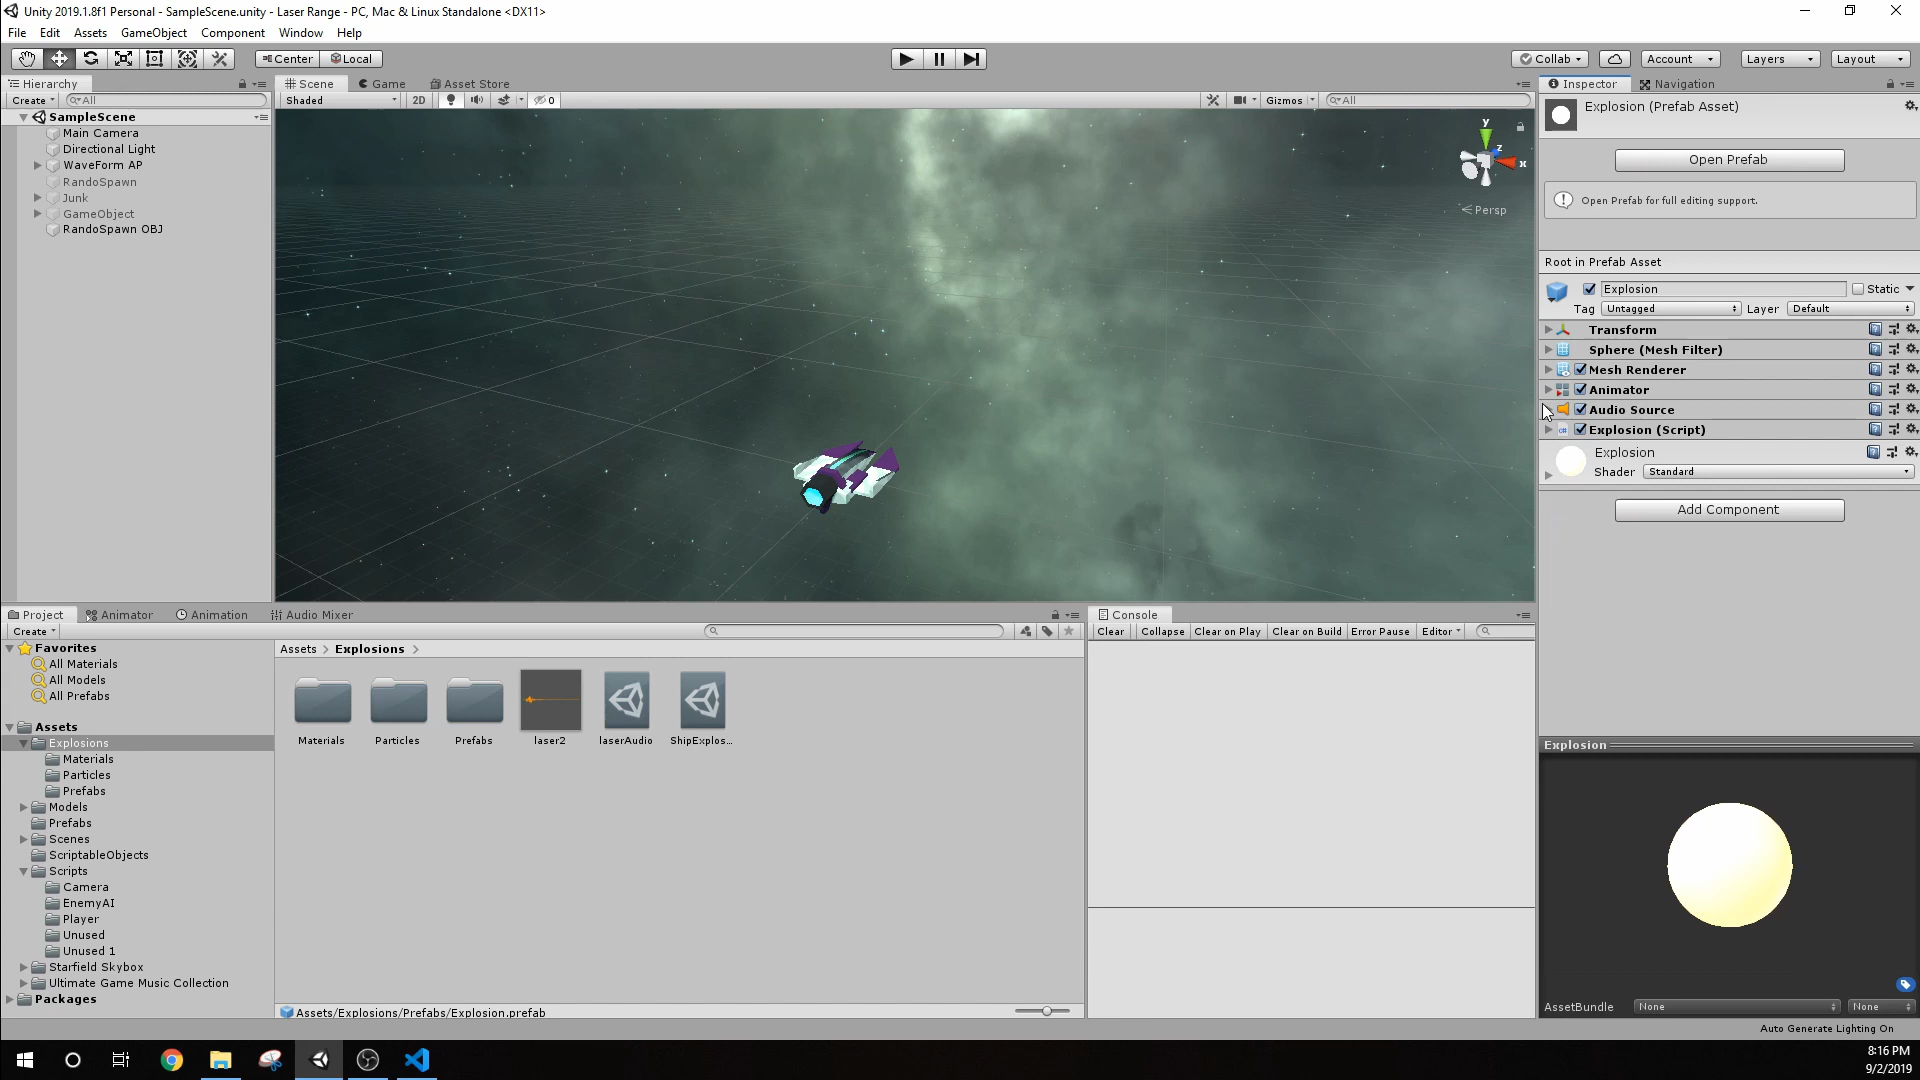 Unity 2019.1.8f1 Personal - SampleScene.unity - Laser Range - PC, Mac & Linux Standalone <DX11>
File Edit Assets GameObject Component Window Help
Center Local
Collab Account Layers Layout
Hierarchy
Scene Game Asset Store
Inspector Navigation
Create All
Shaded 2D 0
Gizmos All
SampleScene
Main Camera
Directional Light
WaveForm AP
RandoSpawn
Junk
GameObject
RandoSpawn OBJ
y
z
x
Persp
Explosion (Prefab Asset)
Open Prefab
Open Prefab for full editing support.
Root in Prefab Asset
Explosion Static
Tag Untagged Layer Default
Transform
Sphere (Mesh Filter)
Mesh Renderer
Animator
Audio Source
Explosion (Script)
Explosion
Shader Standard
Add Component
Project Animator Animation Audio Mixer
Create
Favorites
All Materials
All Models
All Prefabs
Assets
Explosions
Materials
Particles
Prefabs
Models
Prefabs
Scenes
ScriptableObjects
Scripts
Camera
EnemyAI
Player
Unused
Unused 1
Starfield Skybox
Ultimate Game Music Collection
Packages
Assets > Explosions >
Materials Particles Prefabs laser2 laserAudio ShipExplos...
Assets/Explosions/Prefabs/Explosion.prefab
Console
Clear Collapse Clear on Play Clear on Build Error Pause Editor
Explosion
AssetBundle None None
Auto Generate Lighting On
8:16 PM
9/2/2019